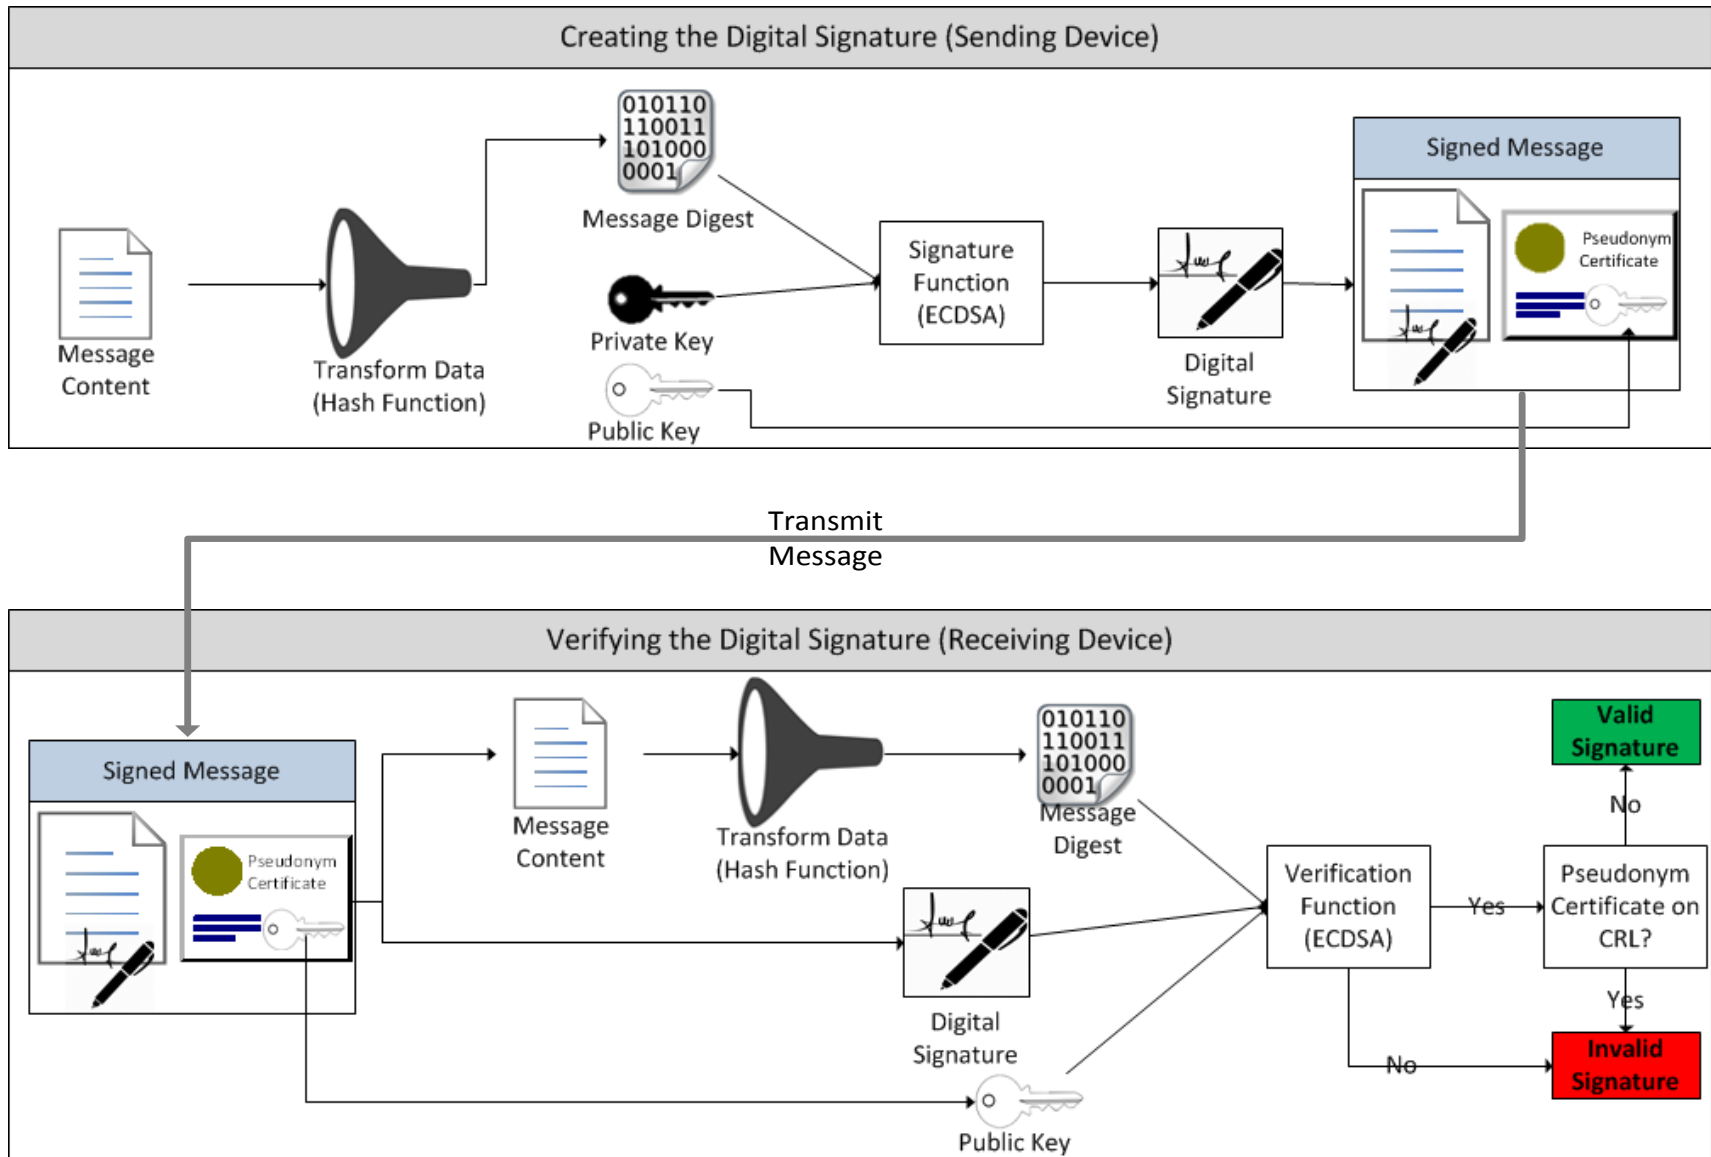 Creating the Digital Signature (Sending Device)
010110
110011
101000
0001
Message Digest
Message
Content
Transform Data
(Hash Function)
Private Key
Public Key
Signature
Function
(ECDSA)
Digital
Signature
Signed Message
Pseudonym
Certificate
Transmit
Message
Verifying the Digital Signature (Receiving Device)
Signed Message
Pseudonym
Certificate
Message
Content
Transform Data
(Hash Function)
010110
110011
101000
0001
Message
Digest
Digital
Signature
Public Key
Verification
Function
(ECDSA)
Yes
No
Pseudonym
Certificate on
CRL?
No
Valid
Signature
Yes
Invalid
Signature